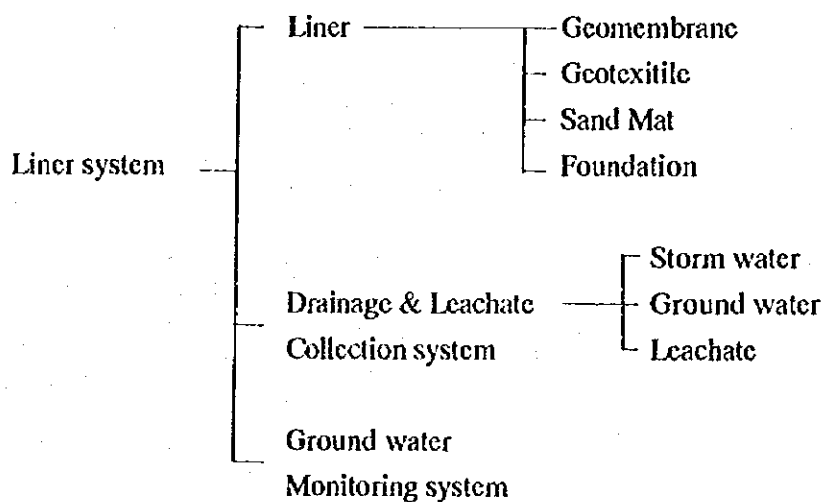 Liner
Geomembrane
Geotexitile
Sand Mat
Foundation
Liner system
Storm water
Drainage & Leachate
Ground water
Collection system
Leachate
Ground water
Monitoring system